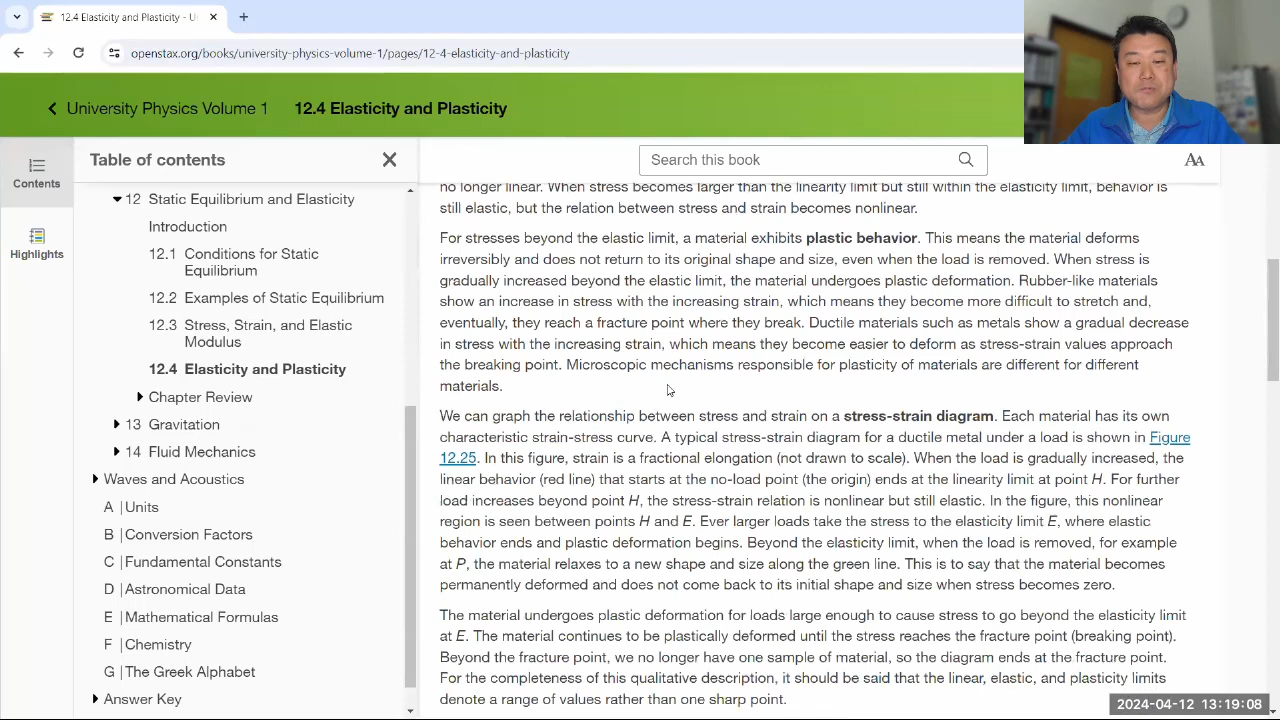 12.4 Elasticity and Plasticity - U
openstax.org/books/university-physics-volume-1/pages/12-4-elasticity-and-plasticity
University Physics Volume 1
12.4 Elasticity and Plasticity
Contents
Highlights
Table of contents
Search this book
AA
12 Static Equilibrium and Elasticity
Introduction
12.1 Conditions for Static
Equilibrium
12.2 Examples of Static Equilibrium
12.3 Stress, Strain, and Elastic
Modulus
12.4 Elasticity and Plasticity
Chapter Review
13 Gravitation
14 Fluid Mechanics
Waves and Acoustics
A |Units
B |Conversion Factors
C |Fundamental Constants
D |Astronomical Data
E |Mathematical Formulas
F |Chemistry
G |The Greek Alphabet
Answer Key
no longer linear. When stress becomes larger than the linearity limit but still within the elasticity limit, behavior is
still elastic, but the relation between stress and strain becomes nonlinear.
For stresses beyond the elastic limit, a material exhibits plastic behavior. This means the material deforms
irreversibly and does not return to its original shape and size, even when the load is removed. When stress is
gradually increased beyond the elastic limit, the material undergoes plastic deformation. Rubber-like materials
show an increase in stress with the increasing strain, which means they become more difficult to stretch and,
eventually, they reach a fracture point where they break. Ductile materials such as metals show a gradual decrease
in stress with the increasing strain, which means they become easier to deform as stress-strain values approach
the breaking point. Microscopic mechanisms responsible for plasticity of materials are different for different
materials.
We can graph the relationship between stress and strain on a stress-strain diagram. Each material has its own
characteristic strain-stress curve. A typical stress-strain diagram for a ductile metal under a load is shown in Figure
12.25. In this figure, strain is a fractional elongation (not drawn to scale). When the load is gradually increased, the
linear behavior (red line) that starts at the no-load point (the origin) ends at the linearity limit at point H. For further
load increases beyond point H, the stress-strain relation is nonlinear but still elastic. In the figure, this nonlinear
region is seen between points H and E. Ever larger loads take the stress to the elasticity limit E, where elastic
behavior ends and plastic deformation begins. Beyond the elasticity limit, when the load is removed, for example
at P, the material relaxes to a new shape and size along the green line. This is to say that the material becomes
permanently deformed and does not come back to its initial shape and size when stress becomes zero.
The material undergoes plastic deformation for loads large enough to cause stress to go beyond the elasticity limit
at E. The material continues to be plastically deformed until the stress reaches the fracture point (breaking point).
Beyond the fracture point, we no longer have one sample of material, so the diagram ends at the fracture point.
For the completeness of this qualitative description, it should be said that the linear, elastic, and plasticity limits
denote a range of values rather than one sharp point.
2024-04-12 13:19:08